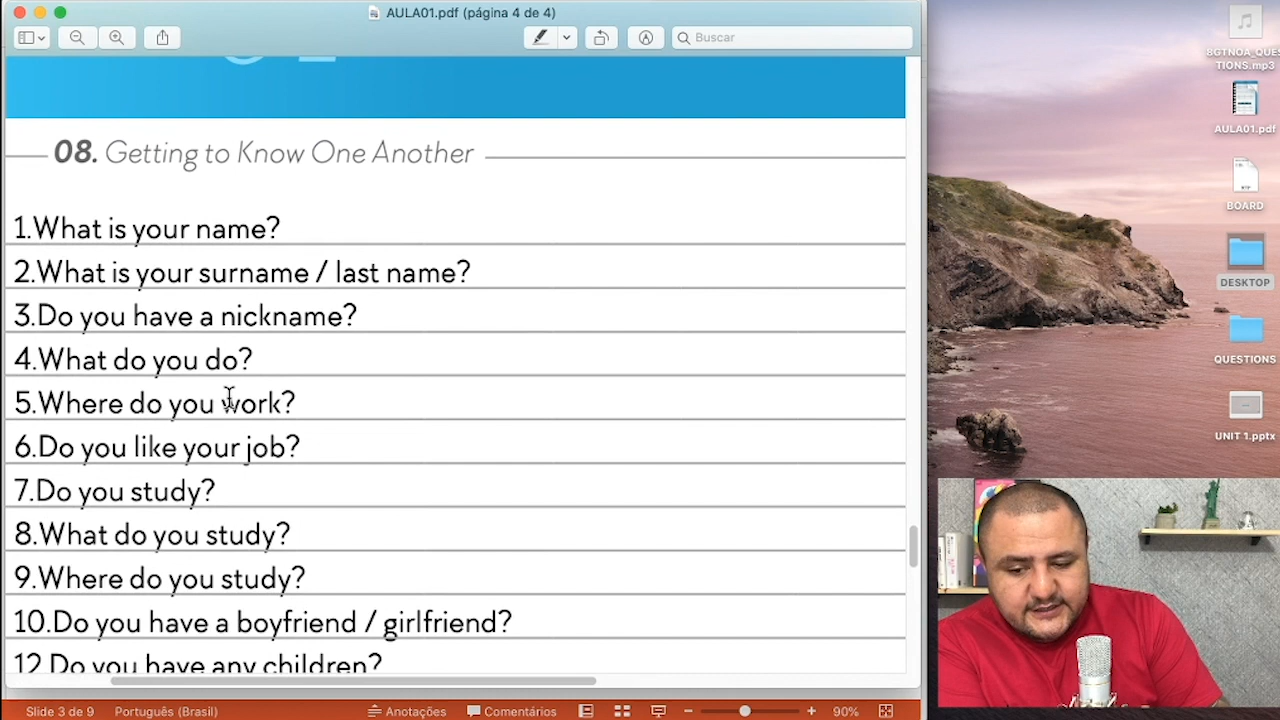 AULA01.pdf (página 4 de 4)
Buscar
08. Getting to Know One Another
1.What is your name?
2.What is your surname / last name?
3.Do you have a nickname?
4.What do you do?
5.Where do you work?
6.Do you like your job?
7.Do you study?
8.What do you study?
9.Where do you study?
10.Do you have a boyfriend / girlfriend?
12.Do you have any children?
Slide 3 de 9
Português (Brasil)
Anotações
Comentários
90%
8GTNOA_QUES
TIONS.mp3
AULA01.pdf
BOARD
DESKTOP
QUESTIONS
UNIT 1.pptx